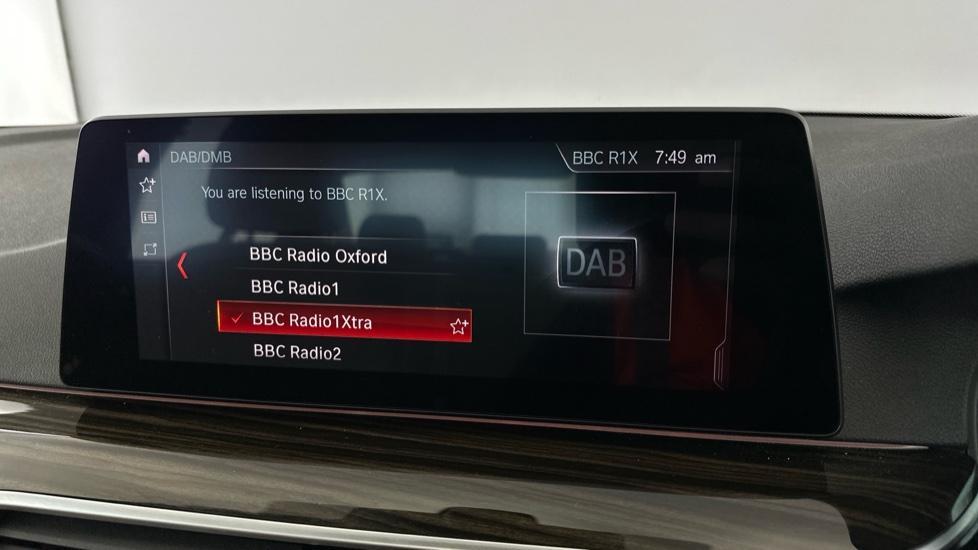 DAB/DMB
BBC R1X 7:49 am
You are listening to BBC R1X.
BBC Radio Oxford
BBC Radio1
BBC Radio1Xtra
BBC Radio2
DAB